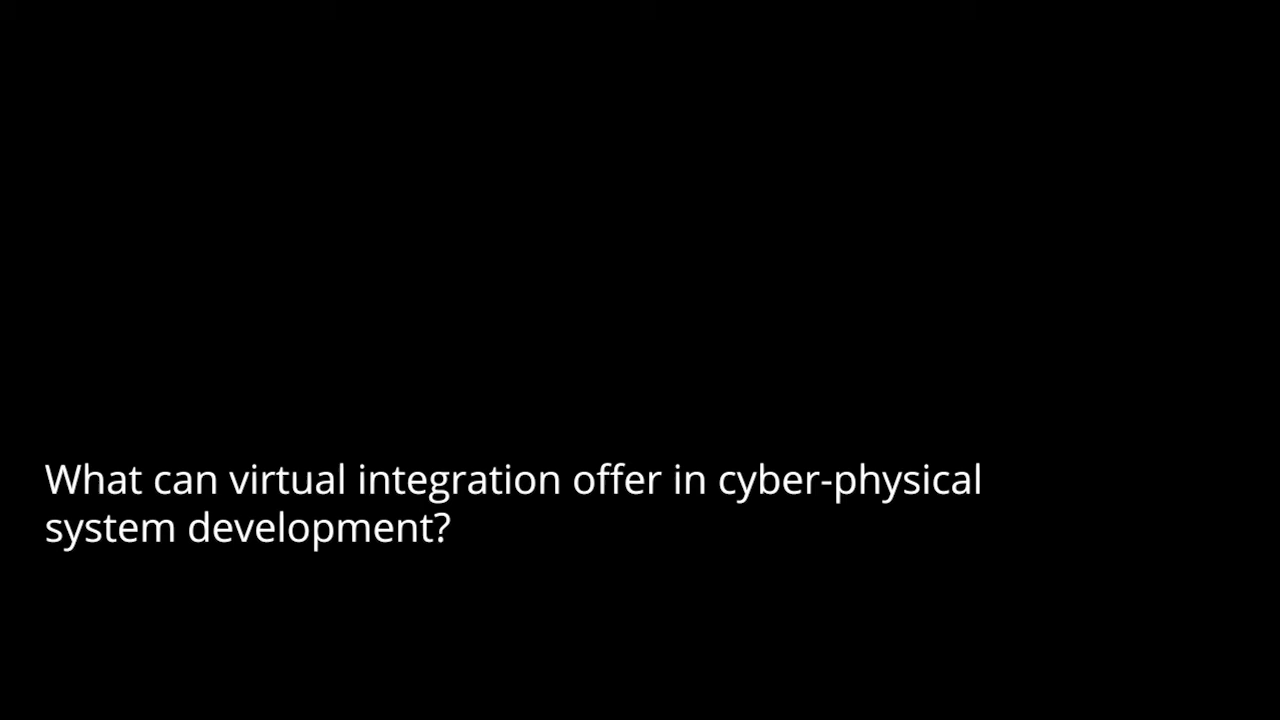 What can virtual integration offer in cyber-physical
system development?